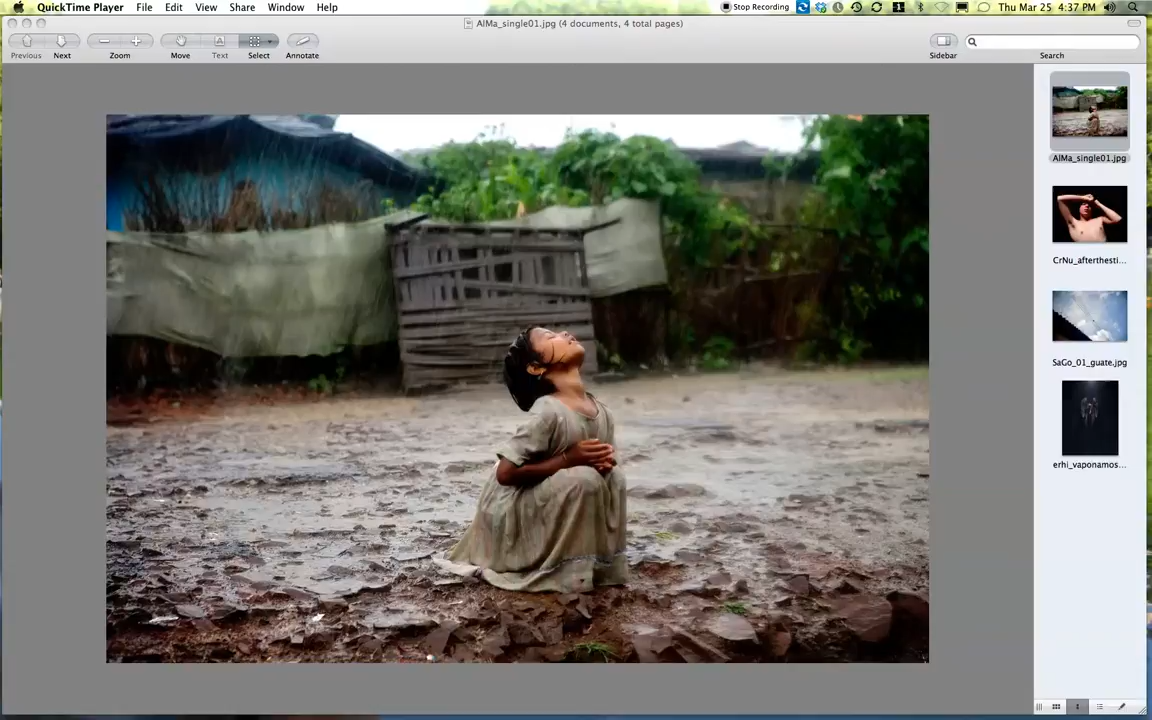 QuickTime Player File Edit View Share Window Help Stop Recording 1 Thu Mar 25 4:37 PM
AlMa_single01.jpg (4 documents, 4 total pages)
Previous Next Zoom Move Text Select Annotate Sidebar Search
AlMa_single01.jpg
CrNu_afterthesti...
SaGo_01_guate.jpg
erhi_vaponamos...